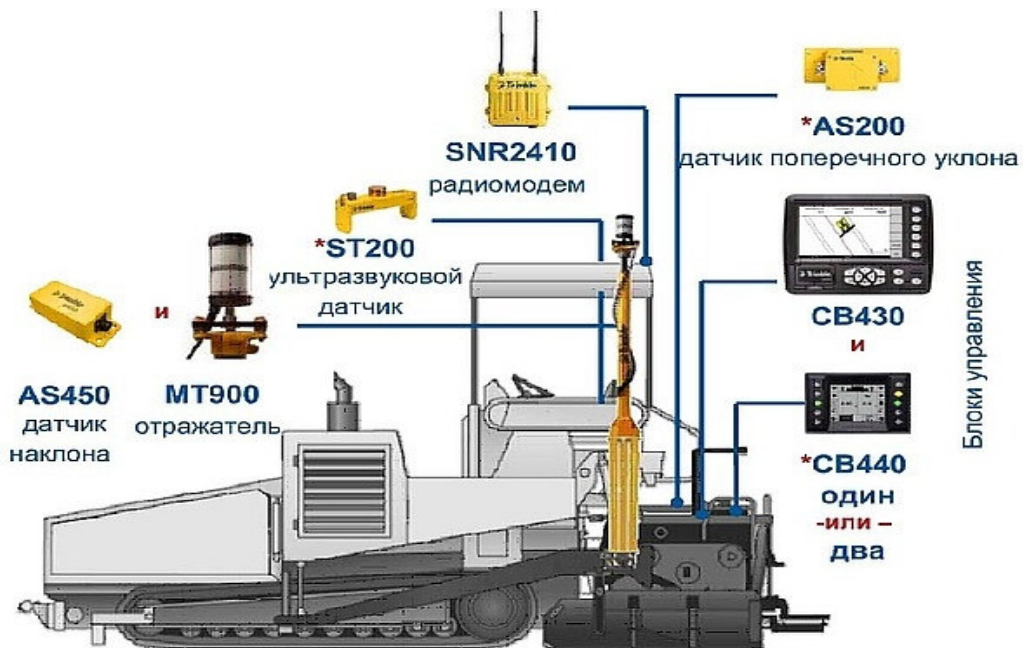 SNR2410
радиомодем
*AS200
датчик поперечного уклона
*ST200
ультразвуковой
датчик
AS450
датчик
наклона
и
MT900
отражатель
CB430
и
*CB440
один
-или –
два
Блоки управления
Trimble